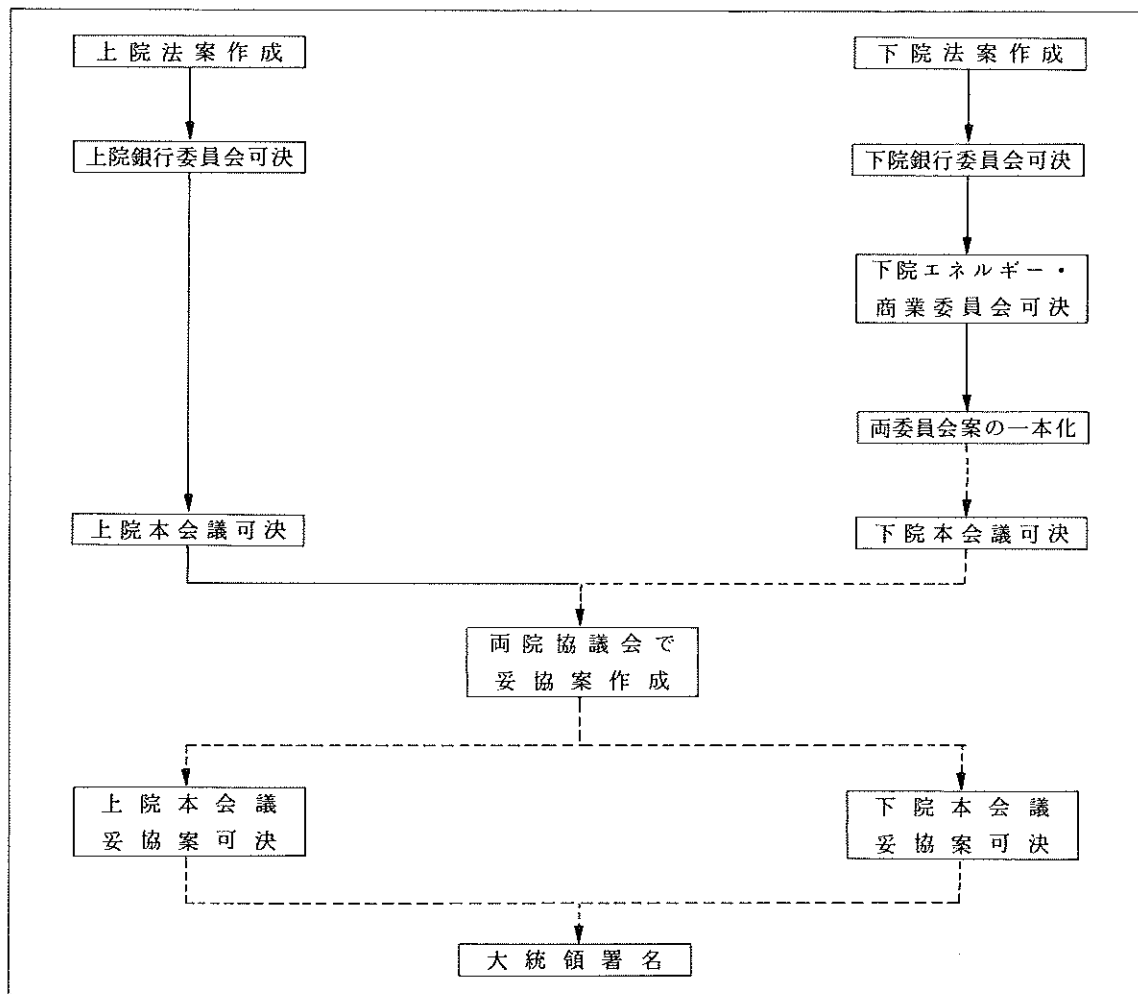 上院法案作成
下院法案作成
上院銀行委員会可決
下院銀行委員会可決
下院エネルギー・
商業委員会可決
両委員会案の一本化
上院本会議可決
下院本会議可決
両院協議会で
妥協案作成
上院本会議
妥協案可決
下院本会議
妥協案可決
大統領署名